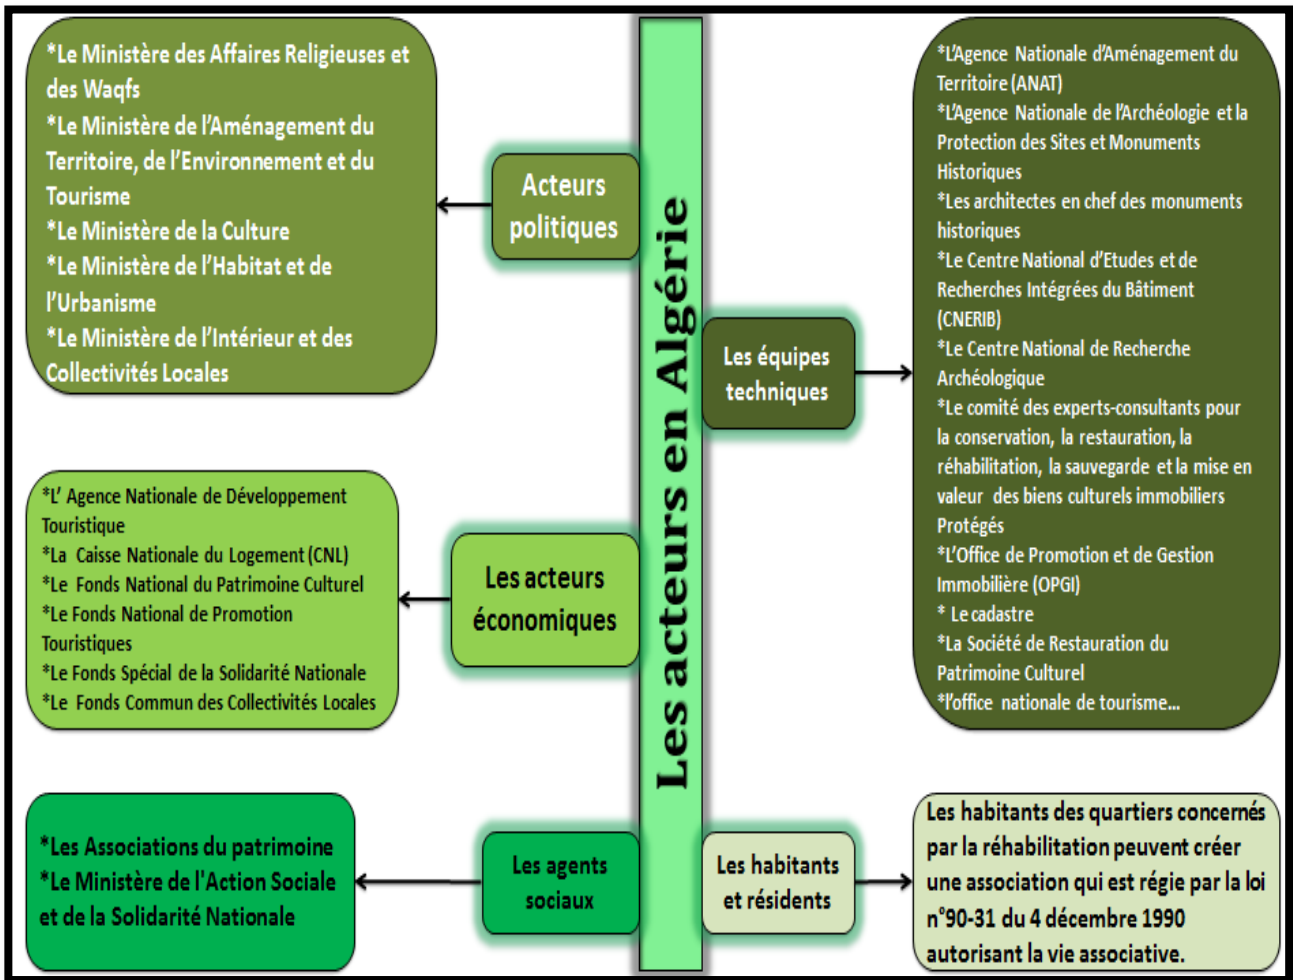 *Le Ministère des Affaires Religieuses et
des Waqfs
*Le Ministère de l'Aménagement du
Territoire, de l'Environnement et du
Tourisme
*Le Ministère de la Culture
*Le Ministère de l'Habitat et de
l'Urbanisme
*Le Ministère de l'Intérieur et des
Collectivités Locales
Acteurs
politiques
*L' Agence Nationale de Développement
Touristique
*La Caisse Nationale du Logement (CNL)
*Le Fonds National du Patrimoine Culturel
*Le Fonds National de Promotion
Touristiques
*Le Fonds Spécial de la Solidarité Nationale
*Le Fonds Commun des Collectivités Locales
Les acteurs
économiques
*Les Associations du patrimoine
*Le Ministère de l'Action Sociale
et de la Solidarité Nationale
Les agents
sociaux
Les acteurs en Algérie
Les équipes
techniques
*L'Agence Nationale d'Aménagement du
Territoire (ANAT)
*L'Agence Nationale de l'Archéologie et la
Protection des Sites et Monuments
Historiques
*Les architectes en chef des monuments
historiques
*Le Centre National d'Etudes et de
Recherches Intégrées du Bâtiment
(CNERIB)
*Le Centre National de Recherche
Archéologique
*Le comité des experts-consultants pour
la conservation, la restauration, la
réhabilitation, la sauvegarde et la mise en
valeur des biens culturels immobiliers
Protégés
*L'Office de Promotion et de Gestion
Immobilière (OPGI)
* Le cadastre
*La Société de Restauration du
Patrimoine Culturel
*l'office nationale de tourisme...
Les habitants
et résidents
Les habitants des quartiers concernés
par la réhabilitation peuvent créer
une association qui est régie par la loi
n°90-31 du 4 décembre 1990
autorisant la vie associative.